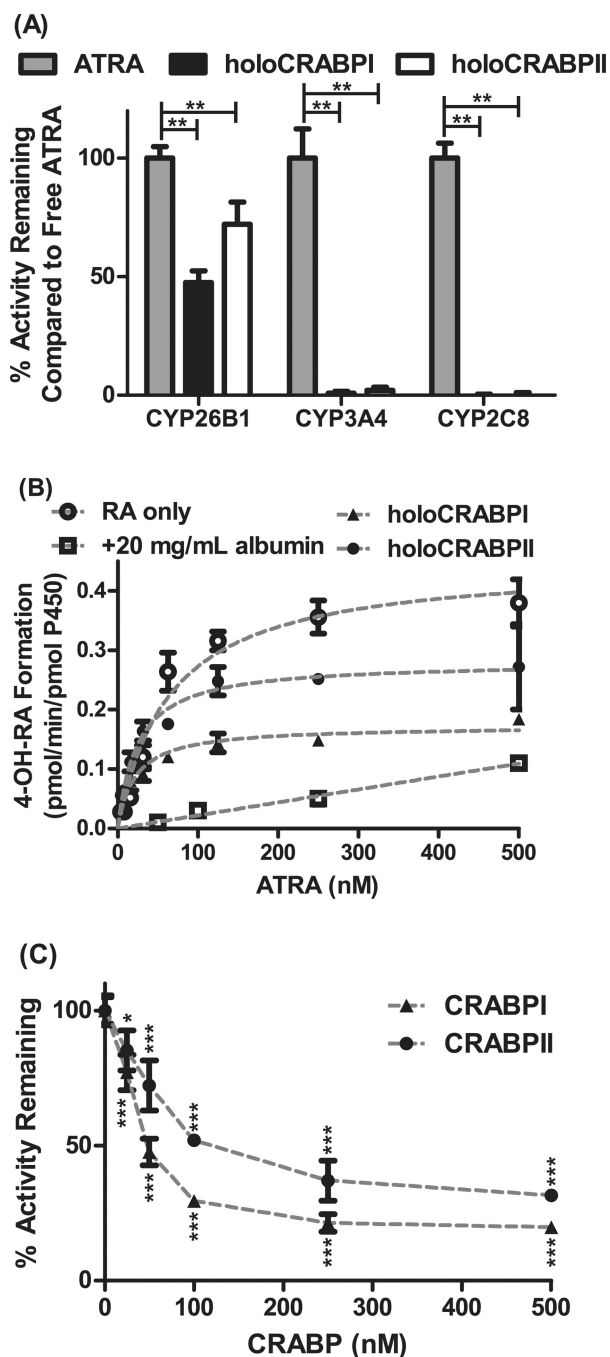 (A)
ATRA holoCRABPI holoCRABPII
** ** ** ** ** **
% Activity Remaining
Compared to Free ATRA
100
50
0
CYP26B1 CYP3A4 CYP2C8
(B)
RA only holoCRABPI
+20 mg/mL albumin holoCRABPII
4-OH-RA Formation
(pmol/min/pmol P450)
0.4
0.3
0.2
0.1
0.0
0 100 200 300 400 500
ATRA (nM)
(C)
CRABPI
CRABPII
% Activity Remaining
100
50
0
* *** *** *** ***
*** *** *** *** ***
0 100 200 300 400 500
CRABP (nM)